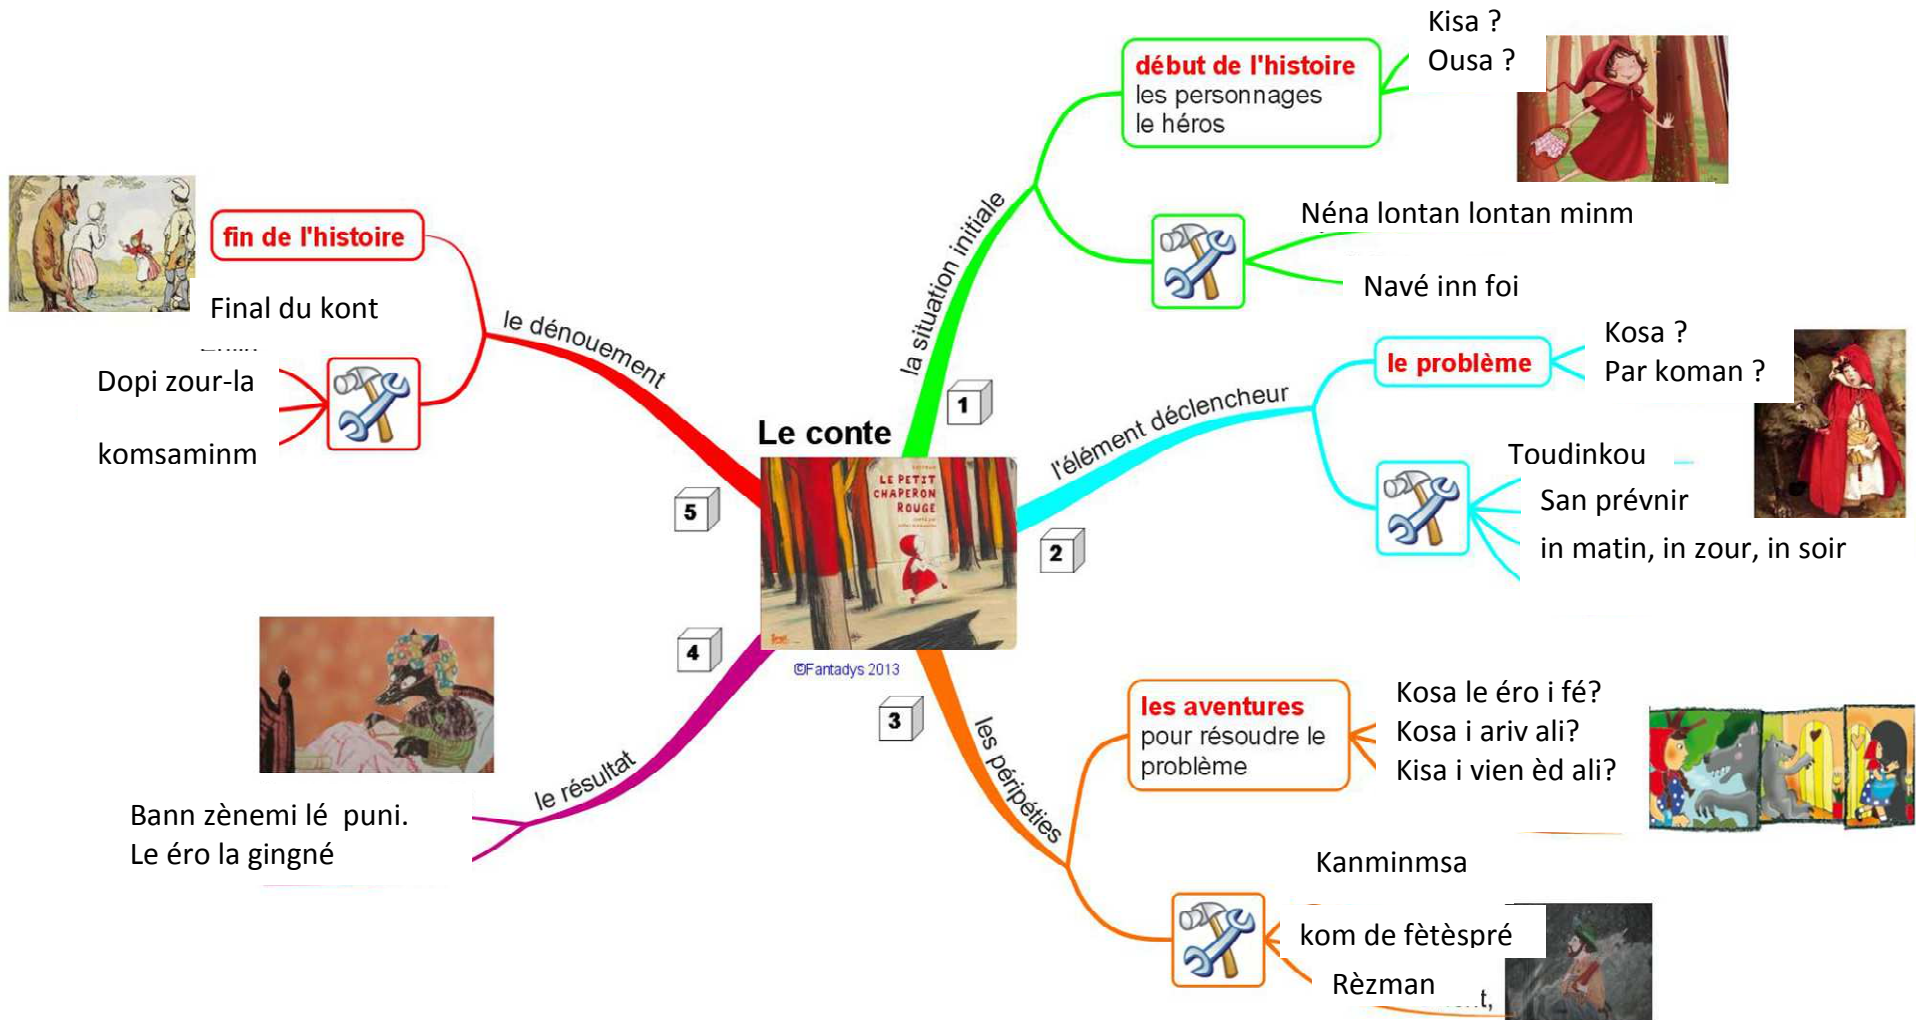 Le conte
LE PETIT
CHAPERON
ROUGE
©Fantadys 2013
1
la situation initiale
début de l'histoire
les personnages
le héros
Kisa ?
Ousa ?
Néna lontan lontan minm
Navé inn foi
2
l'elément déclencheur
le problème
Kosa ?
Par koman ?
Toudinkou
San prévnir
in matin, in zour, in soir
3
les péripéties
les aventures
pour résoudre le
problème
Kosa le éro i fé?
Kosa i ariv ali?
Kisa i vien èd ali?
Kanminmsa
kom de fètèspré
Rèzman
4
le résultat
Bann zènemi lé puni.
Le éro la gingné
5
le dénouement
fin de l'histoire
Final du kont
Dopi zour-la
komsaminm